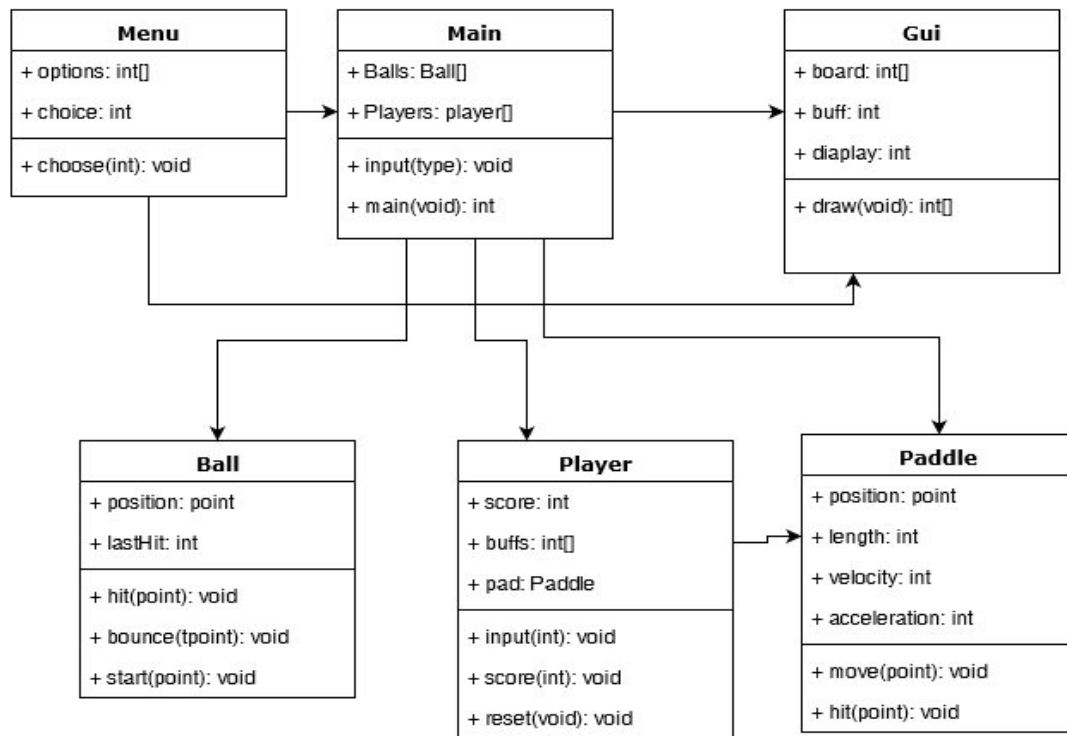 Menu
+ options: int[]
+ choice: int
+ choose(int): void
Main
+ Balls: Ball[]
+ Players: player[]
+ input(type): void
+ main(void): int
Gui
+ board: int[]
+ buff: int
+ diaplay: int
+ draw(void): int[]
Ball
+ position: point
+ lastHit: int
+ hit(point): void
+ bounce(tpoint): void
+ start(point): void
Player
+ score: int
+ buffs: int[]
+ pad: Paddle
+ input(int): void
+ score(int): void
+ reset(void): void
Paddle
+ position: point
+ length: int
+ velocity: int
+ acceleration: int
+ move(point): void
+ hit(point): void